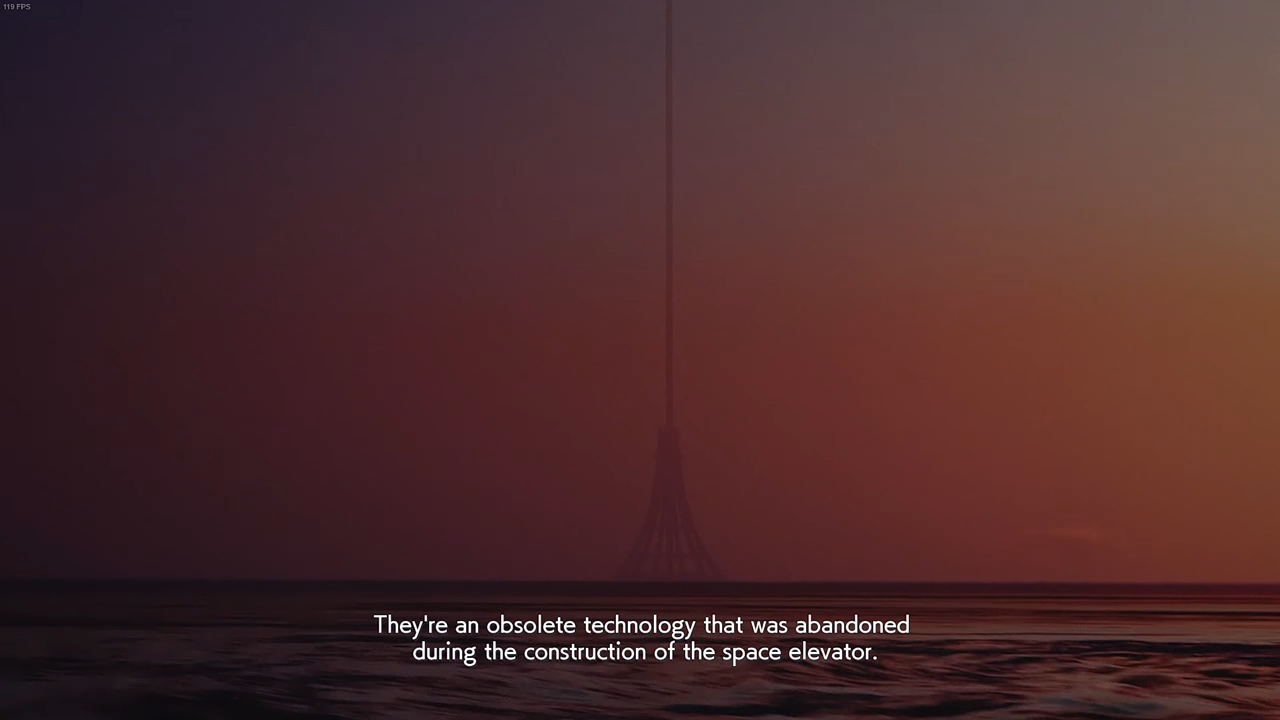 119 FPS
They're an obsolete technology that was abandoned
during the construction of the space elevator.